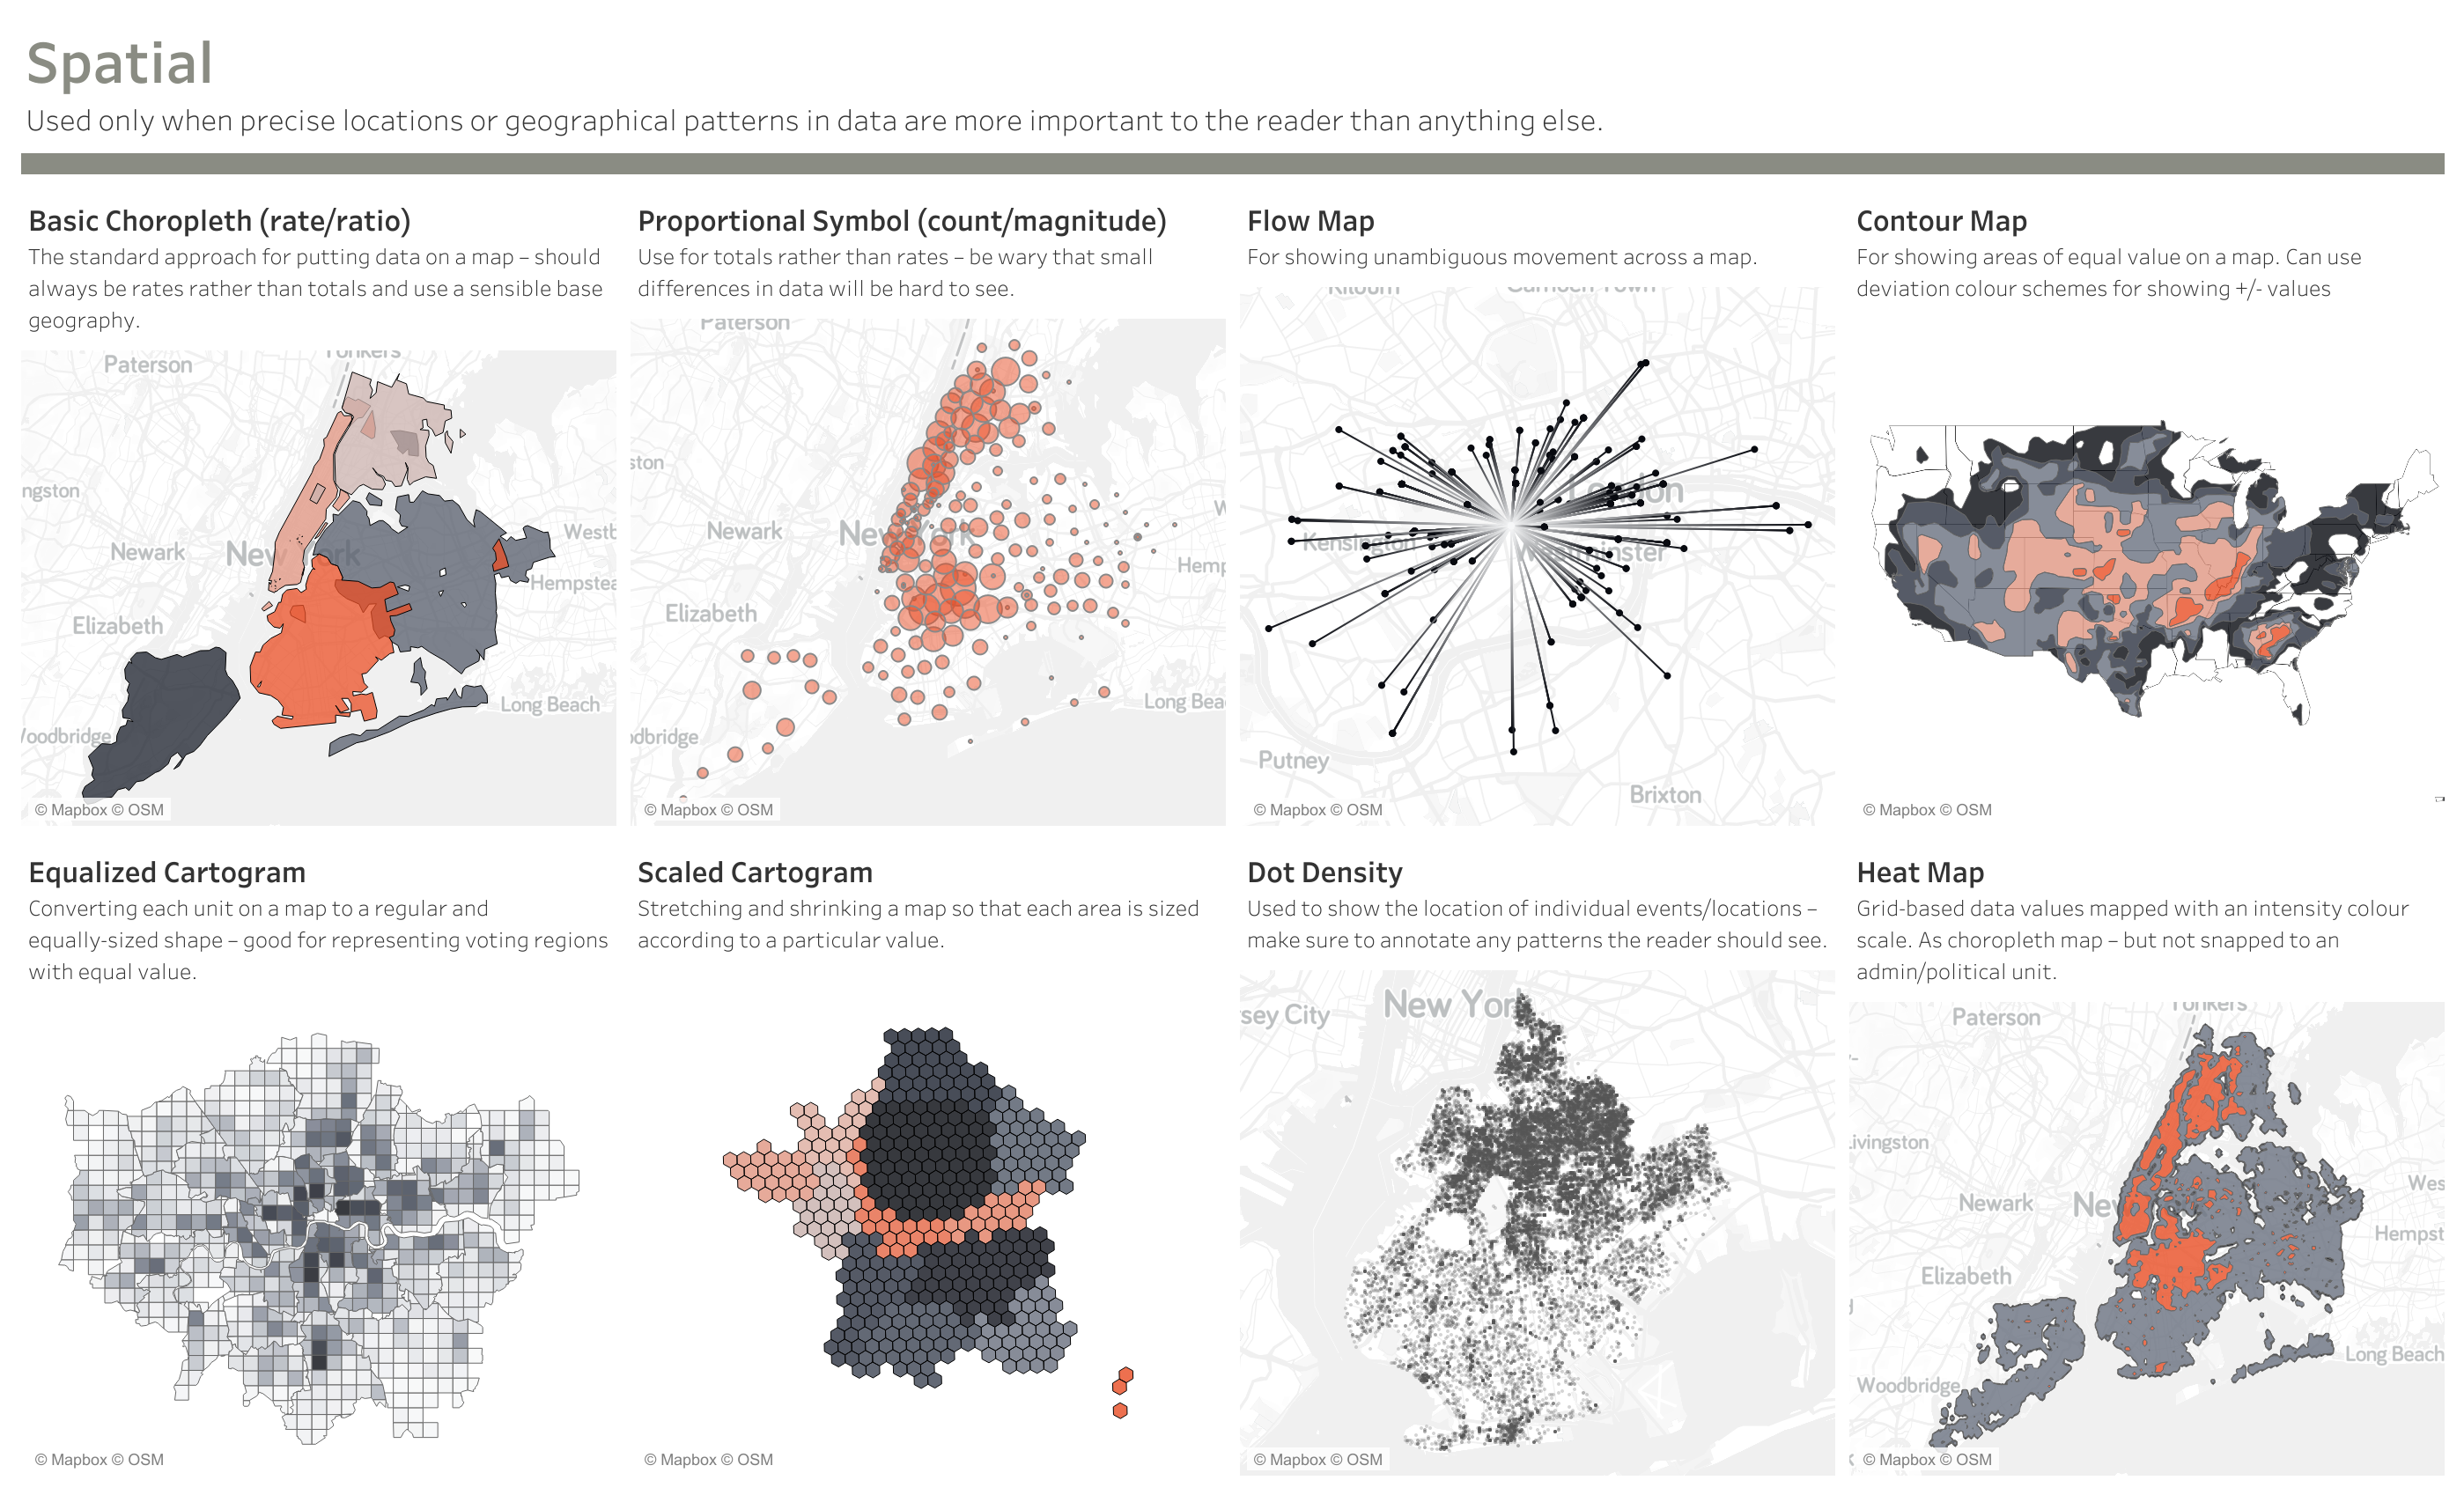 Spatial
Used only when precise locations or geographical patterns in data are more important to the reader than anything else.
Basic Choropleth (rate/ratio)
The standard approach for putting data on a map – should
always be rates rather than totals and use a sensible base
geography.
Yonkers
Paterson
ngston
Newark
New York
Westb
Hempstea
Elizabeth
Long Beach
oodbridge
© Mapbox © OSM
Proportional Symbol (count/magnitude)
Use for totals rather than rates – be wary that small
differences in data will be hard to see.
Paterson
ston
Newark
New York
W
Hemp
Elizabeth
Long Bea
dbridge
© Mapbox © OSM
Flow Map
For showing unambiguous movement across a map.
Kilburn
Camden Town
London
Kensington
Westminster
Putney
Brixton
© Mapbox © OSM
Contour Map
For showing areas of equal value on a map. Can use
deviation colour schemes for showing +/- values
© Mapbox © OSM
Equalized Cartogram
Converting each unit on a map to a regular and
equally-sized shape – good for representing voting regions
with equal value.
© Mapbox © OSM
Scaled Cartogram
Stretching and shrinking a map so that each area is sized
according to a particular value.
© Mapbox © OSM
Dot Density
Used to show the location of individual events/locations –
make sure to annotate any patterns the reader should see.
New Yor
sey City
© Mapbox © OSM
Heat Map
Grid-based data values mapped with an intensity colour
scale. As choropleth map – but not snapped to an
admin/political unit.
Yonkers
Paterson
ivingston
Newark
Nev
Wes
Hempst
Elizabeth
Long Beach
Woodbridge
© Mapbox © OSM